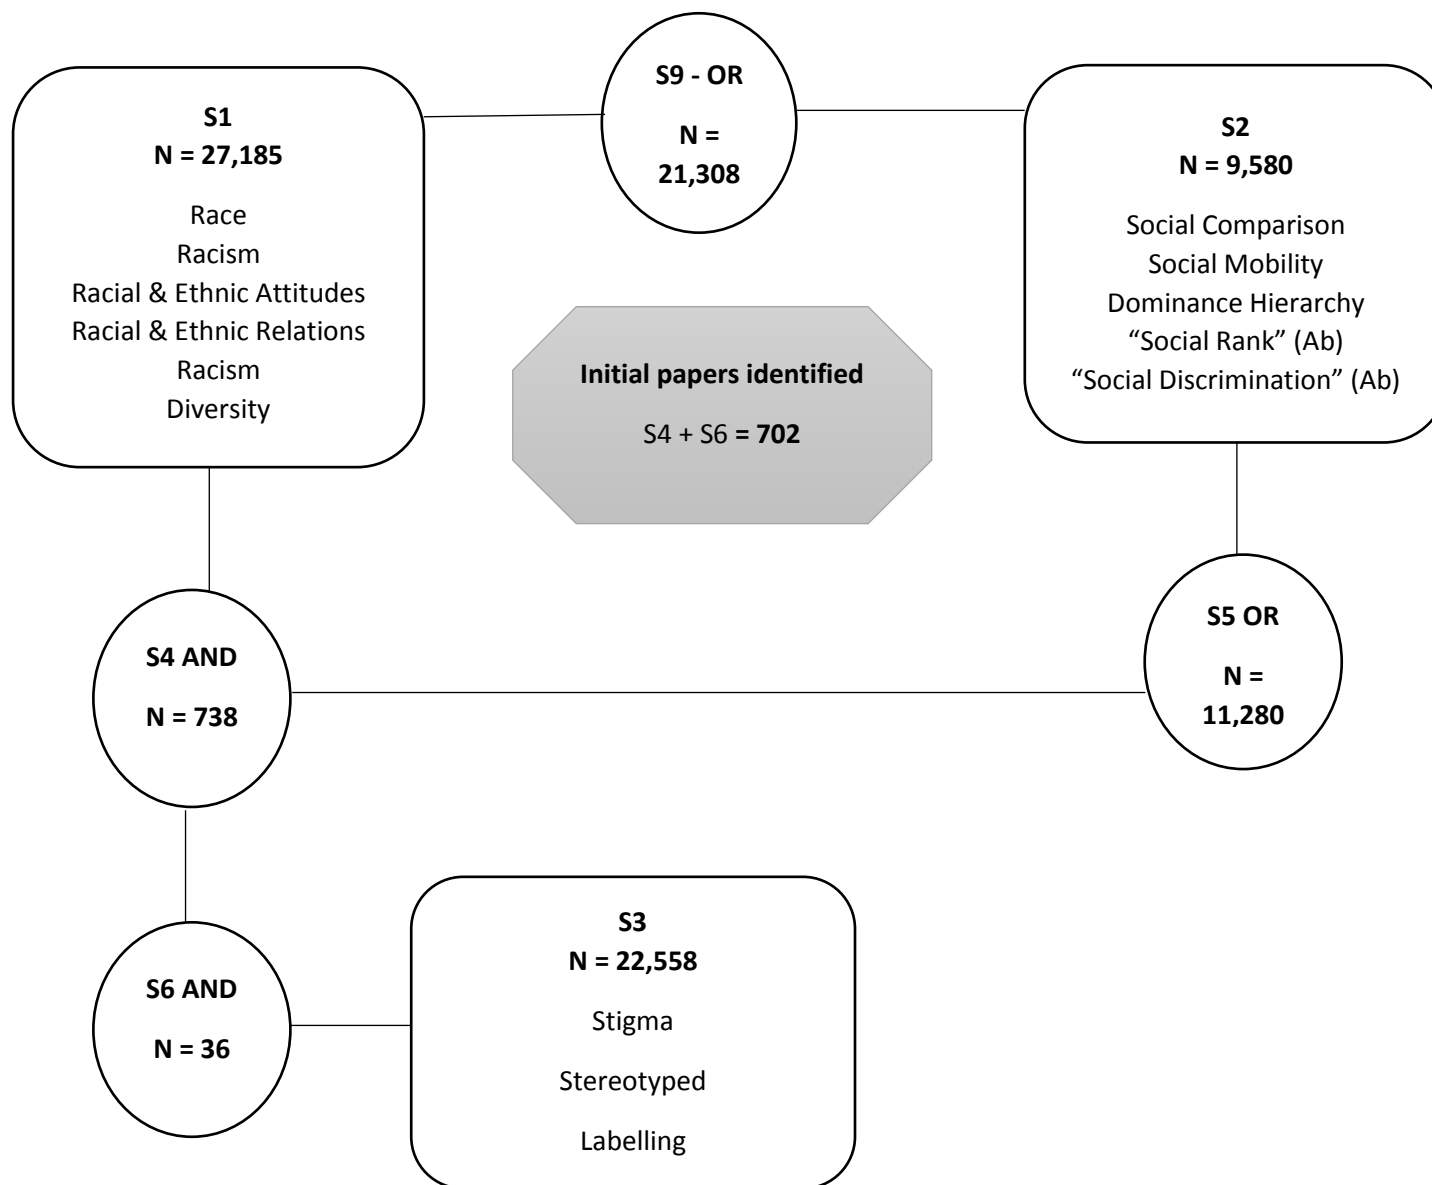 S1
N = 27,185
Race
Racism
Racial & Ethnic Attitudes
Racial & Ethnic Relations
Racism
Diversity
S9 - OR
N =
21,308
S2
N = 9,580
Social Comparison
Social Mobility
Dominance Hierarchy
“Social Rank” (Ab)
“Social Discrimination” (Ab)
Initial papers identified
S4 + S6 = 702
S4 AND
N = 738
S5 OR
N =
11,280
S6 AND
N = 36
S3
N = 22,558
Stigma
Stereotyped
Labelling